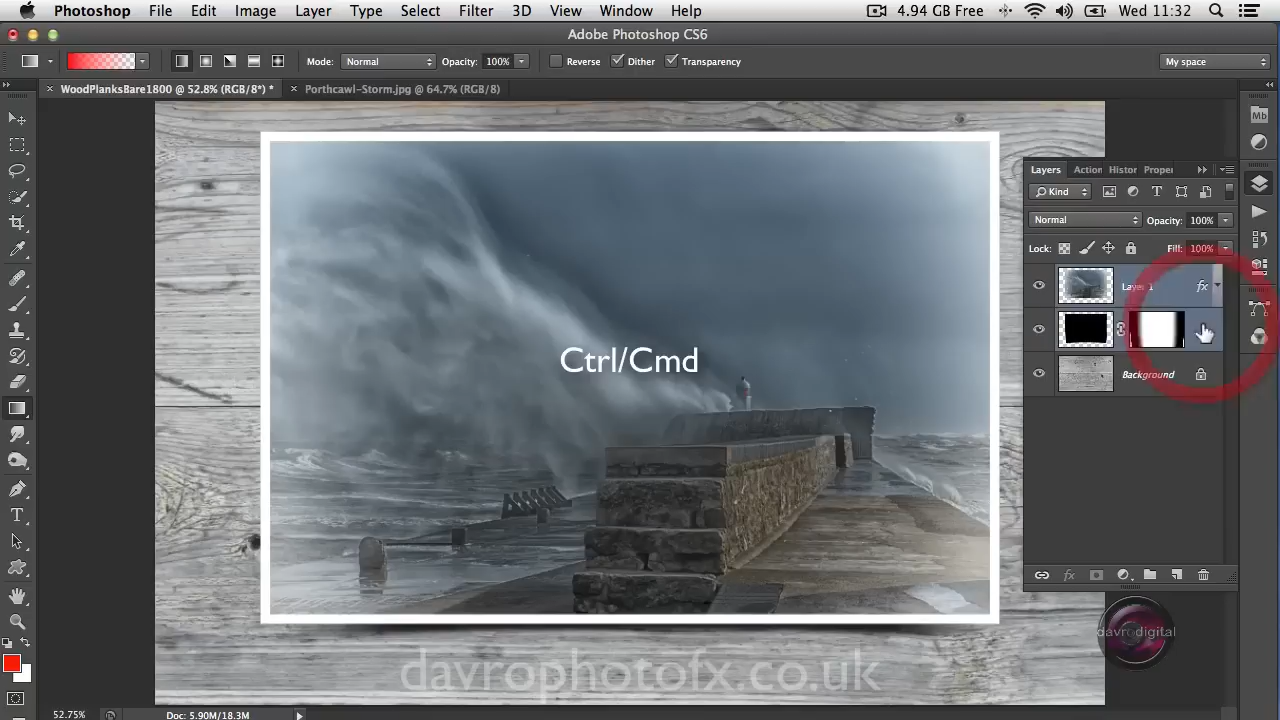 Photoshop File Edit Image Layer Type Select Filter 3D View Window Help 4.94 GB Free Wed 11:32
Adobe Photoshop CS6
Mode: Normal Opacity: 100% Reverse Dither Transparency My space
WoodPlanksBare1800 @ 52.8% (RGB/8*) * Porthcawl-Storm.jpg @ 64.7% (RGB/8)
Mb
Layers Action Histor Proper
Kind
Normal Opacity: 100%
Lock: Fill: 100%
Layer 1 fx
Ctrl/Cmd
Background
fx
davrodigital
davrophotofx.co.uk
52.75% Doc: 5.90M/18.3M